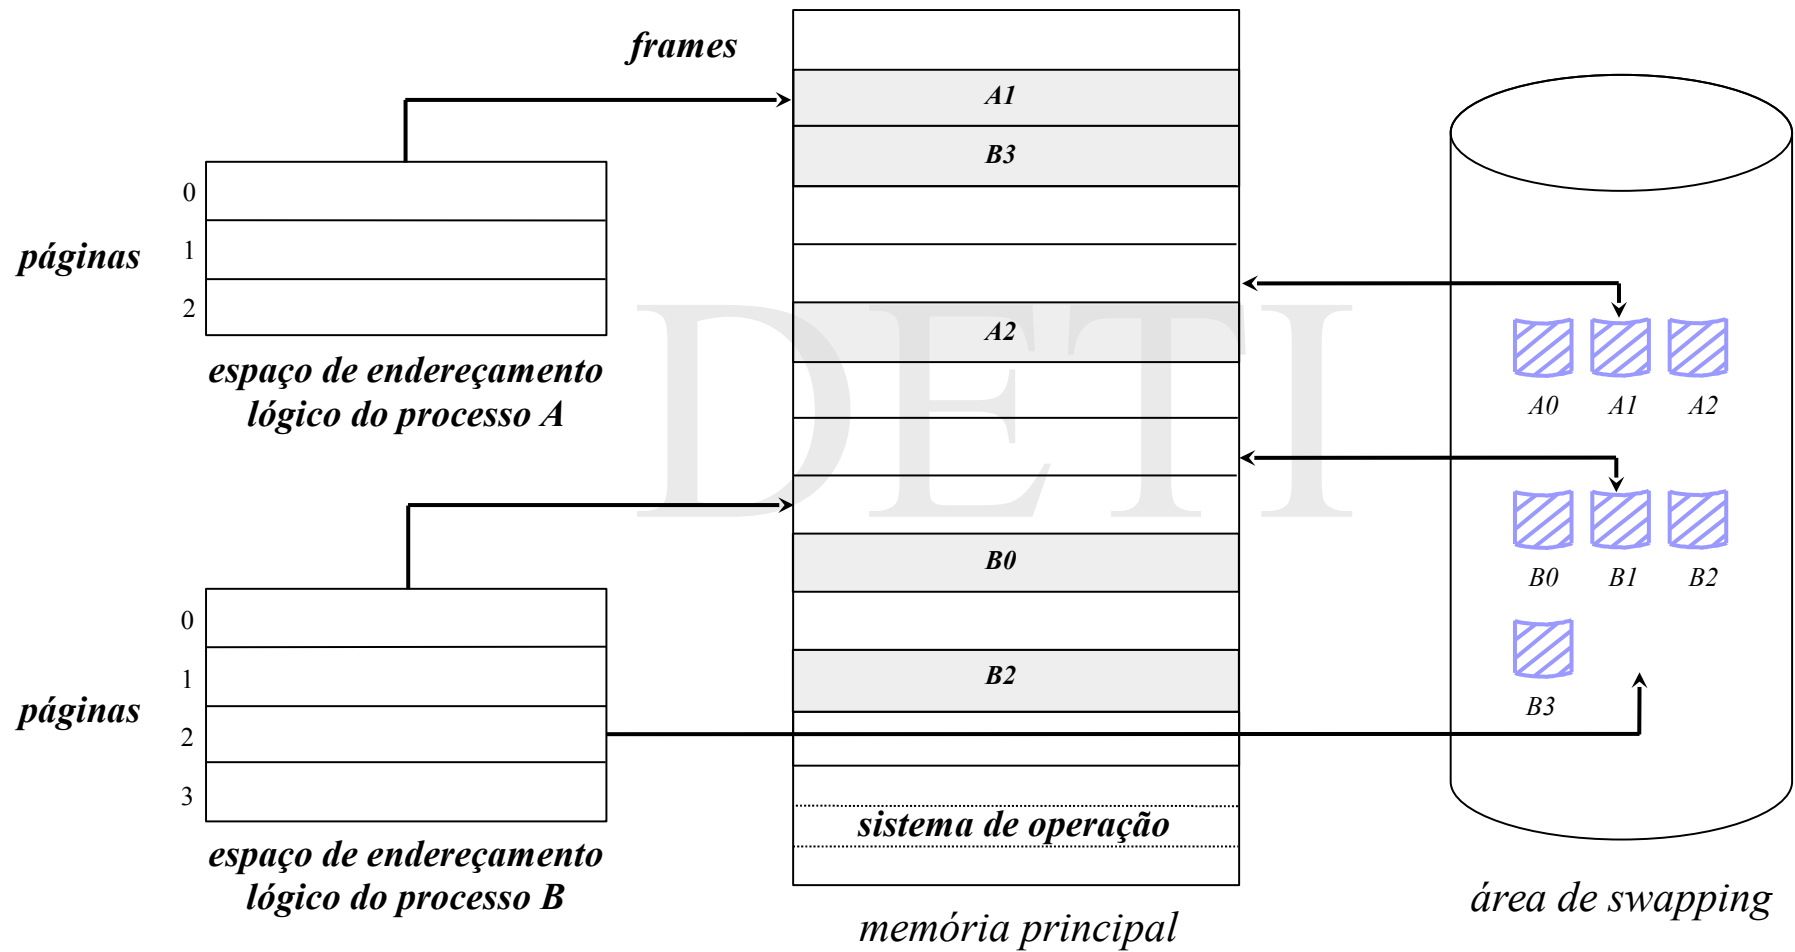 frames
A1
B3
0
1
2
páginas
espaço de endereçamento
lógico do processo A
A2
A0 A1 A2
DETI
B0
B0 B1 B2
0
1
2
3
páginas
B2
B3
espaço de endereçamento
lógico do processo B
sistema de operação
memória principal
área de swapping